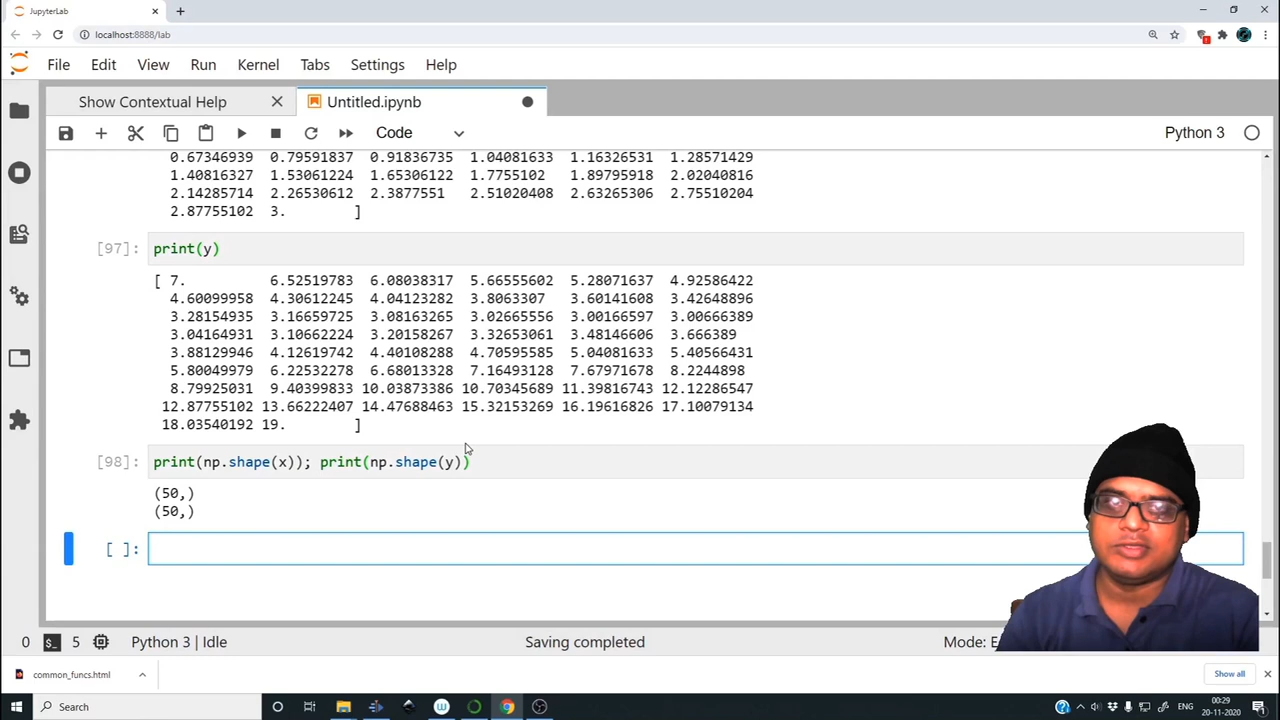 JupyterLab
localhost:8888/lab
File Edit View Run Kernel Tabs Settings Help
Show Contextual Help
Untitled.ipynb
Code
Python 3
0.67346939 0.79591837 0.91836735 1.04081633 1.16326531 1.28571429
1.40816327 1.53061224 1.65306122 1.7755102 1.89795918 2.02040816
2.14285714 2.26530612 2.3877551 2.51020408 2.63265306 2.75510204
2.87755102 3. ]
[97]: print(y)
[ 7. 6.52519783 6.08038317 5.66555602 5.28071637 4.92586422
4.60099958 4.30612245 4.04123282 3.8063307 3.60141608 3.42648896
3.28154935 3.16659725 3.08163265 3.02665556 3.00166597 3.00666389
3.04164931 3.10662224 3.20158267 3.32653061 3.48146606 3.666389
3.88129946 4.12619742 4.40108288 4.70595585 5.04081633 5.40566431
5.80049979 6.22532278 6.68013328 7.16493128 7.67971678 8.2244898
8.79925031 9.40399833 10.03873386 10.70345689 11.39816743 12.12286547
12.87755102 13.66222407 14.47688463 15.32153269 16.19616826 17.10079134
18.03540192 19. ]
[98]: print(np.shape(x)); print(np.shape(y))
(50,)
(50,)
[ ]:
0
5
Python 3 | Idle
Saving completed
Mode: E
common_funcs.html
Show all
Search
ENG
00:29
20-11-2020